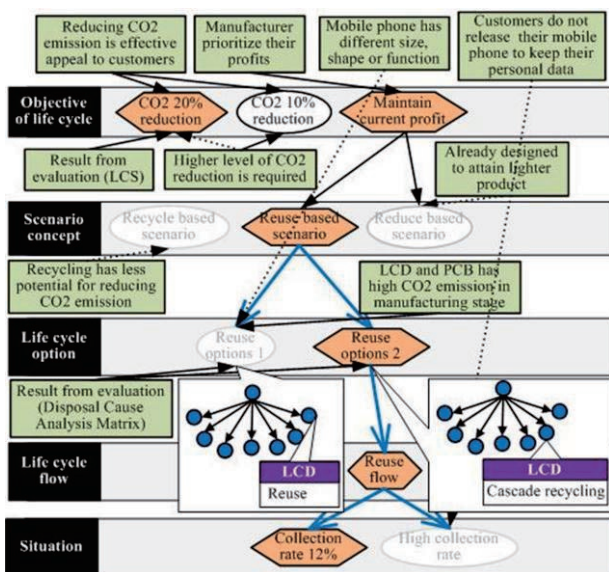 Reducing CO2
emission is effective
appeal to customers
Manufacturer
prioritize their
profits
Mobile phone has
different size,
shape or function
Customers do not
release their mobile
phone to keep their
personal data
Objective
of life cycle
CO2 20%
reduction
CO2 10%
reduction
Maintain
current profit
Result from
evaluation (LCS)
Higher level of CO2
reduction is required
Already designed
to attain lighter
product
Scenario
concept
Recycle based
scenario
Reuse based
scenario
Reduce based
scenario
Recycling has less
potential for reducing
CO2 emission
LCD and PCB has
high CO2 emission in
manufacturing stage
Life cycle
option
Reuse
options 1
Reuse
options 2
Result from evaluation
(Disposal Cause
Analysis Matrix)
LCD
Reuse
LCD
Cascade recycling
Life cycle
flow
Reuse
flow
Situation
Collection
rate 12%
High collection
rate